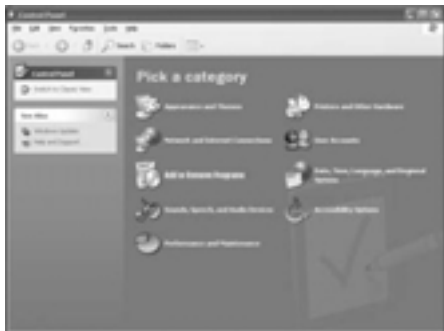 Control Panel
File Edit View Favorites Tools Help
Search Folders
Control Panel
Switch to Classic View
See Also
Windows Update
Help and Support
Pick a category
Appearance and Themes
Printers and Other Hardware
Network and Internet Connections
User Accounts
Add or Remove Programs
Date, Time, Language, and Regional Options
Sounds, Speech, and Audio Devices
Accessibility Options
Performance and Maintenance